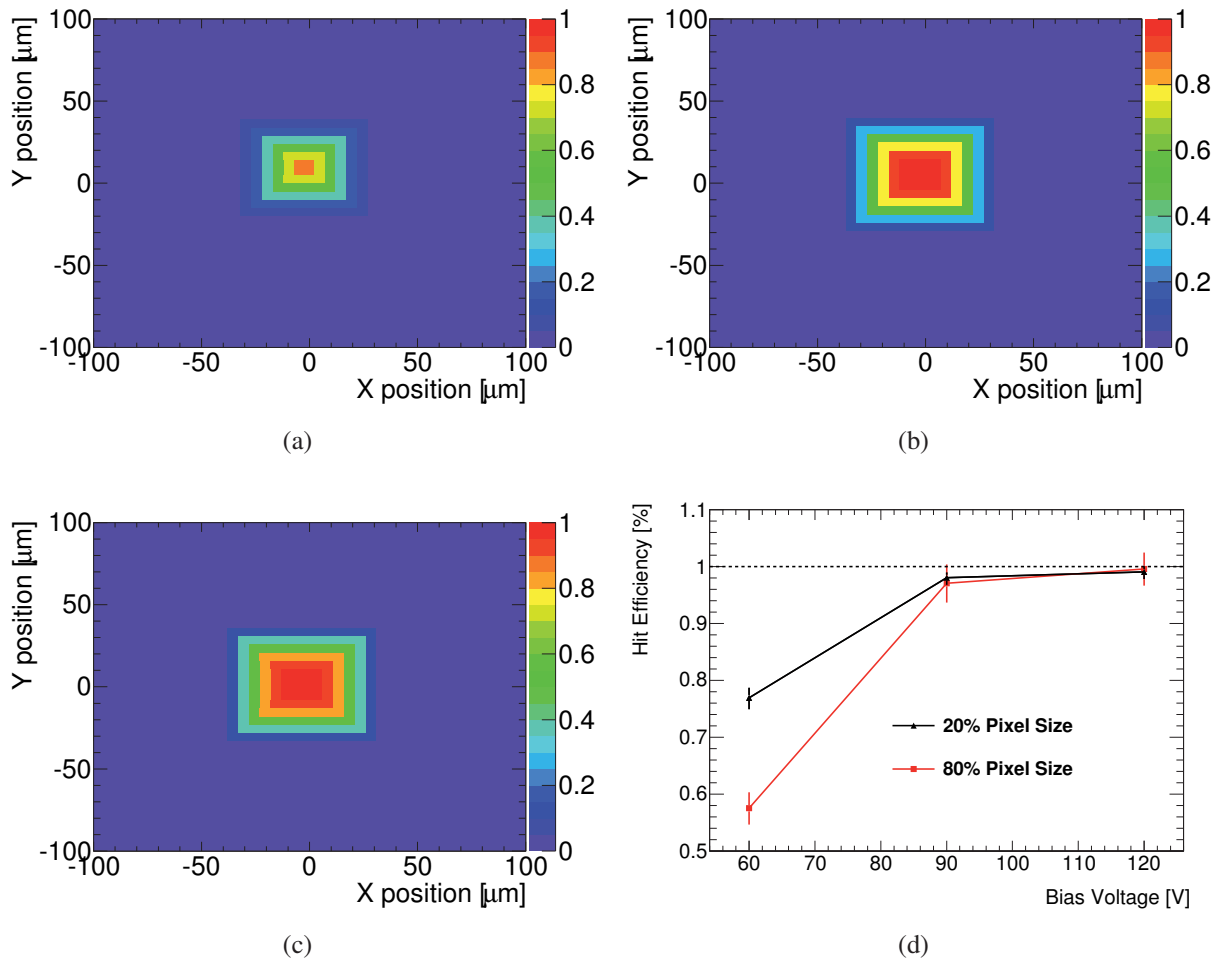 100
50
0
-50
-100
Y position [μm]
-100 -50 0 50 100
X position [μm]
1
0.8
0.6
0.4
0.2
0
(a)
100
50
0
-50
-100
Y position [μm]
-100 -50 0 50 100
X position [μm]
1
0.8
0.6
0.4
0.2
0
(b)
100
50
0
-50
-100
Y position [μm]
-100 -50 0 50 100
X position [μm]
1
0.8
0.6
0.4
0.2
0
(c)
Hit Efficiency [%]
1.1
1
0.9
0.8
0.7
0.6
0.5
20% Pixel Size
80% Pixel Size
60 70 80 90 100 110 120
Bias Voltage [V]
(d)